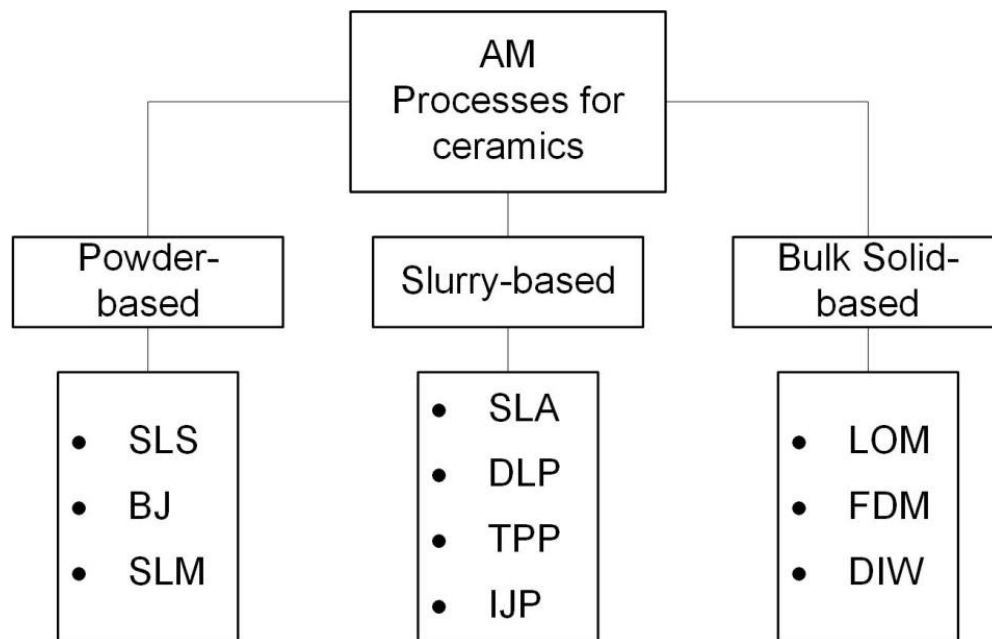 AM
Processes for
ceramics
Powder-
based
Slurry-based
Bulk Solid-
based
• SLS
• BJ
• SLM
• SLA
• DLP
• TPP
• IJP
• LOM
• FDM
• DIW